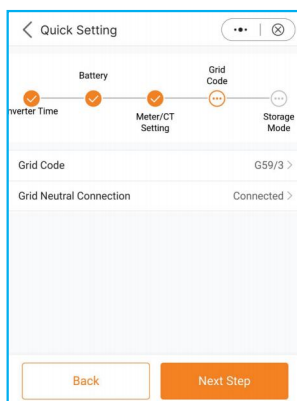 Quick Setting
Battery
Grid
Code
nverter Time
Meter/CT
Setting
Storage
Mode
Grid Code G59/3
Grid Neutral Connection Connected
Back Next Step